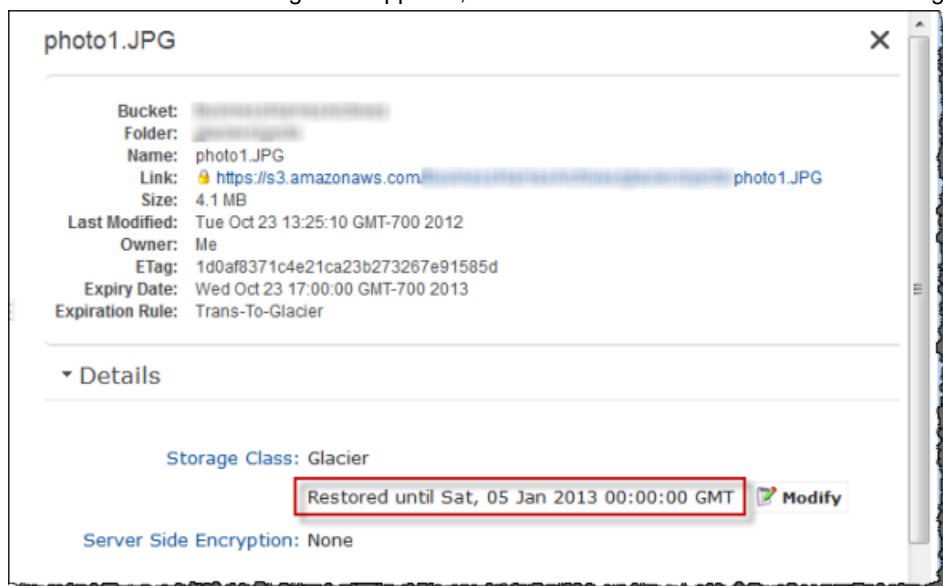 photo1.JPG
Bucket:
Folder:
Name: photo1.JPG
Link: https://s3.amazonaws.com/ photo1.JPG
Size: 4.1 MB
Last Modified: Tue Oct 23 13:25:10 GMT-700 2012
Owner: Me
ETag: 1d0af8371c4e21ca23b273267e91585d
Expiry Date: Wed Oct 23 17:00:00 GMT-700 2013
Expiration Rule: Trans-To-Glacier
Details
Storage Class: Glacier
Restored until Sat, 05 Jan 2013 00:00:00 GMT Modify
Server Side Encryption: None